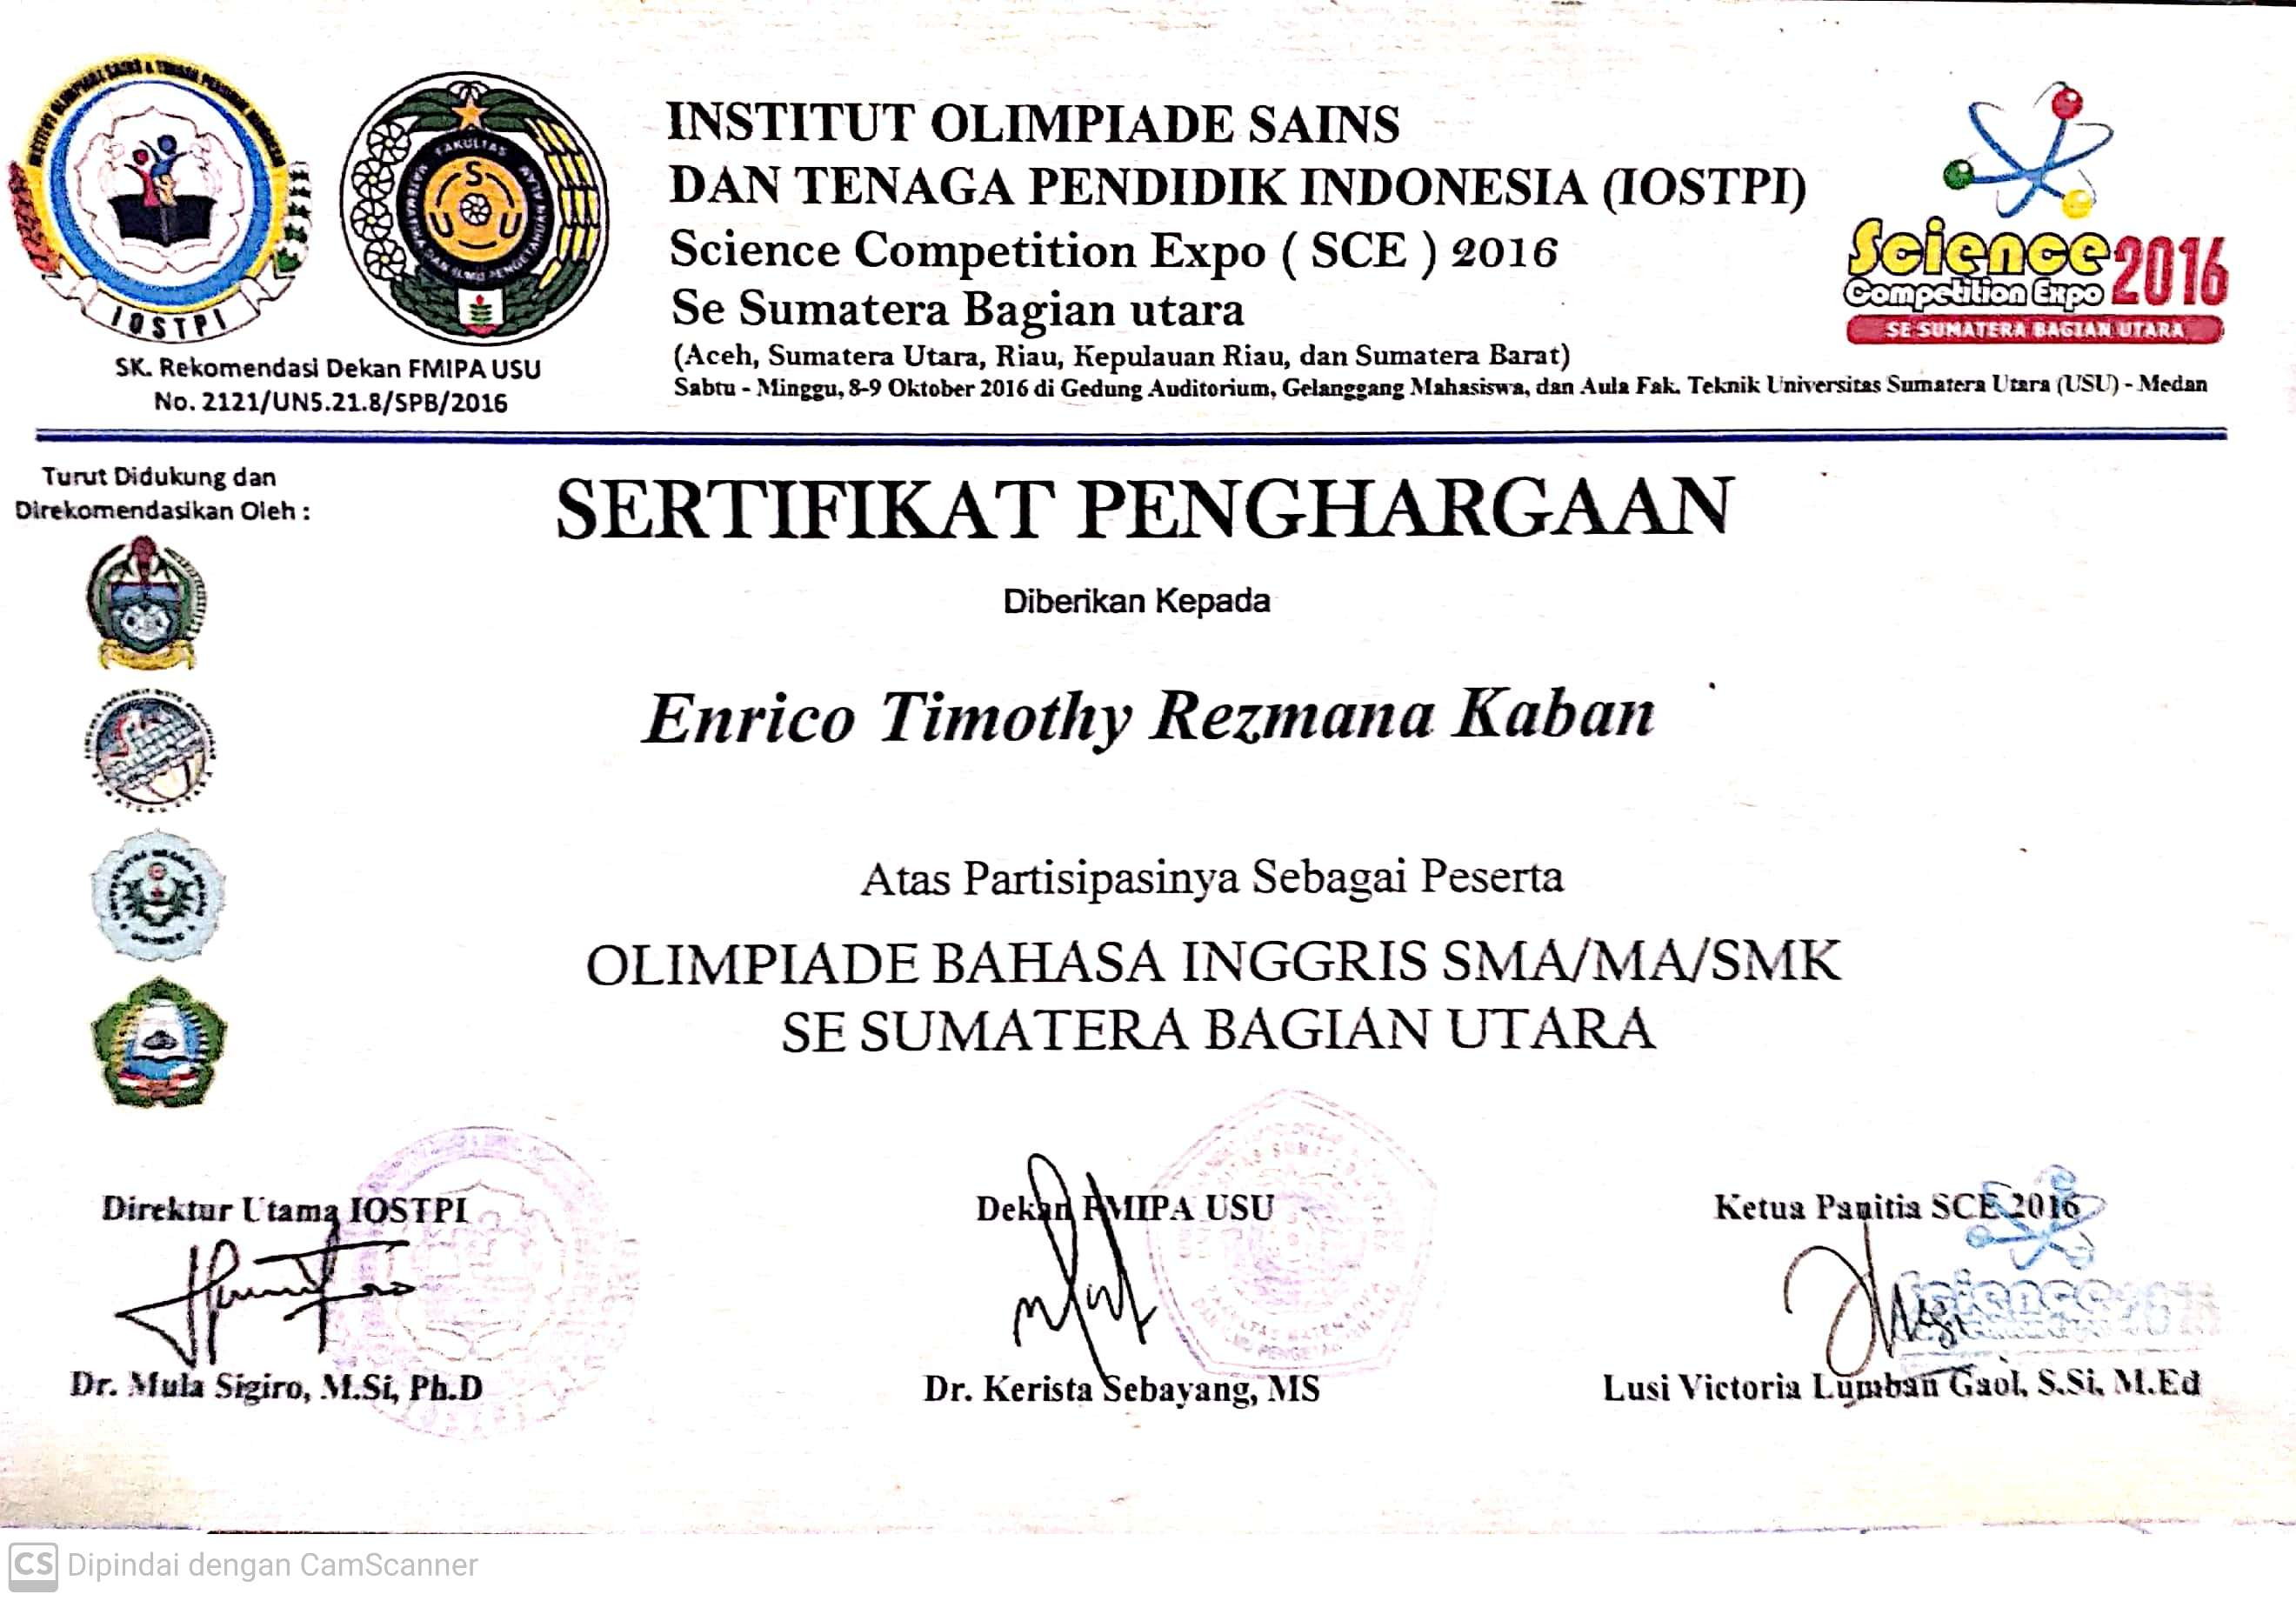 INSTITUT OLIMPIADE SAINS
DAN TENAGA PENDIDIK INDONESIA (IOSTPI)
Science Competition Expo ( SCE ) 2016
Se Sumatera Bagian utara
(Aceh, Sumatera Utara, Riau, Kepulauan Riau, dan Sumatera Barat)
Sabtu - Minggu, 8-9 Oktober 2016 di Gedung Auditorium, Gelanggang Mahasiswa, dan Aula Fak. Teknik Universitas Sumatera Utara (USU) - Medan
IOSTPI
FAKULTAS
USU
SK. Rekomendasi Dekan FMIPA USU
No. 2121/UN5.21.8/SPB/2016
Science 2016
Competition Expo
SE SUMATERA BAGIAN UTARA
Turut Didukung dan
Direkomendasikan Oleh :
SERTIFIKAT PENGHARGAAN
Diberikan Kepada
Enrico Timothy Rezmana Kaban
Atas Partisipasinya Sebagai Peserta
OLIMPIADE BAHASA INGGRIS SMA/MA/SMK
SE SUMATERA BAGIAN UTARA
Direktur Utama IOSTPI
Dr. Mula Sigiro, M.Si, Ph.D
Dekan FMIPA USU
Dr. Kerista Sebayang, MS
Ketua Panitia SCE 2016
Lusi Victoria Lumban Gaol, S.Si, M.Ed
CS Dipindai dengan CamScanner